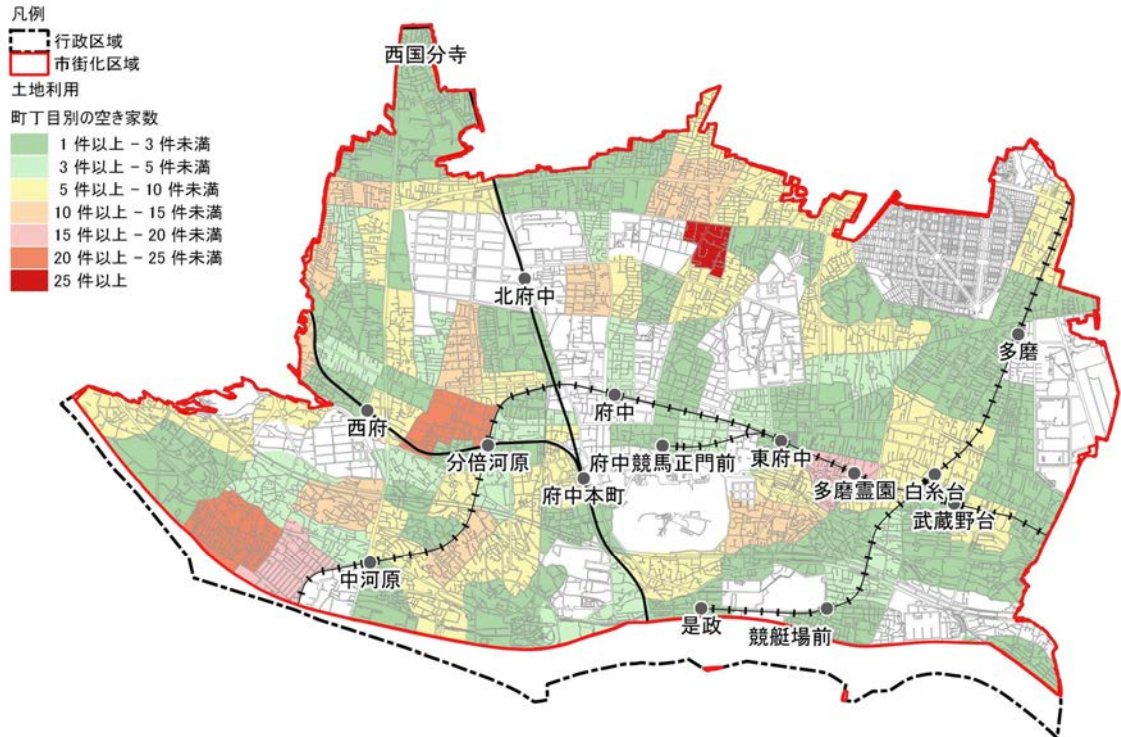 凡例
行政区域
市街化区域
土地利用
町丁目別の空き家数
1 件以上 - 3 件未満
3 件以上 - 5 件未満
5 件以上 - 10 件未満
10 件以上 - 15 件未満
15 件以上 - 20 件未満
20 件以上 - 25 件未満
25 件以上
西国分寺
北府中
多磨
府中
西府
分倍河原
府中競馬正門前
東府中
府中本町
多磨霊園
白糸台
武蔵野台
中河原
是政
競艇場前